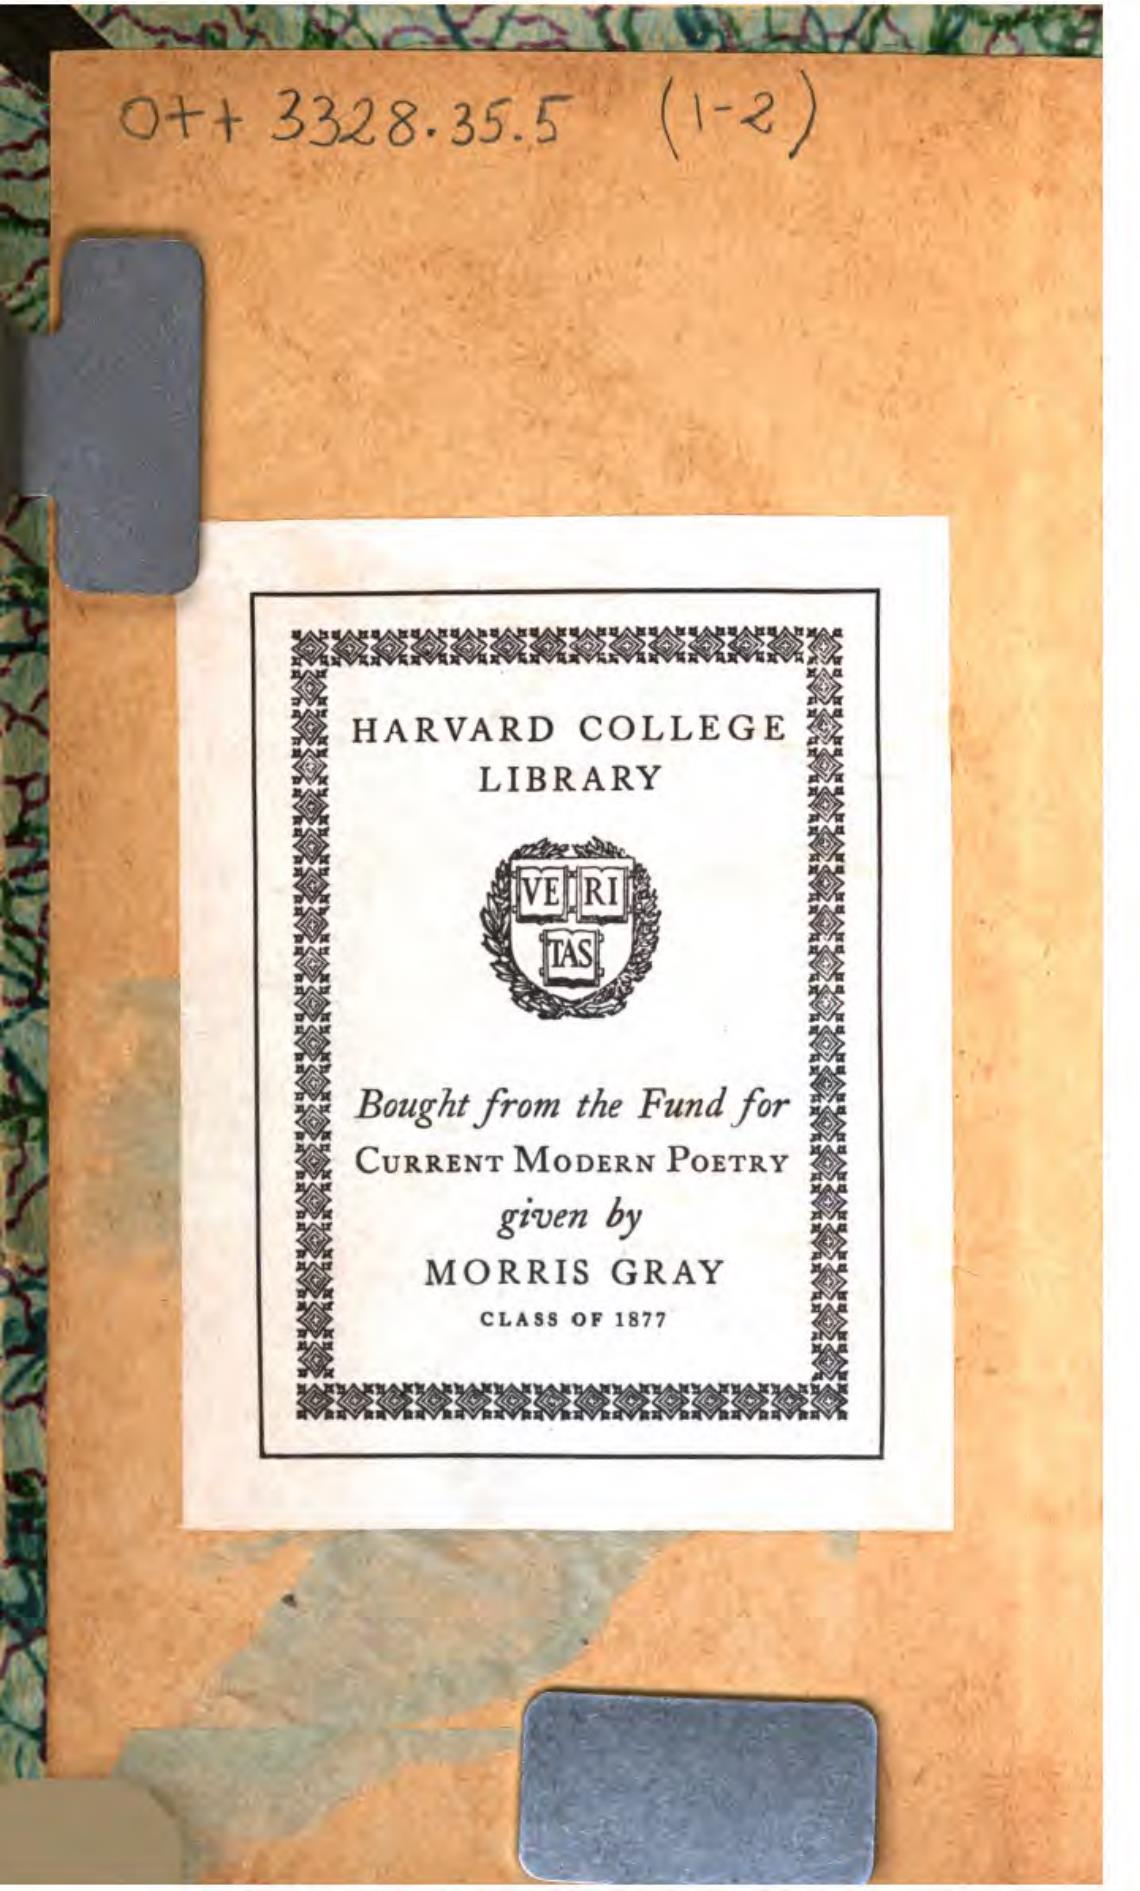 Ott 3328.35.5 (1-2)
HARVARD COLLEGE
LIBRARY
VE RI
TAS
Bought from the Fund for
CURRENT MODERN POETRY
given by
MORRIS GRAY
CLASS OF 1877